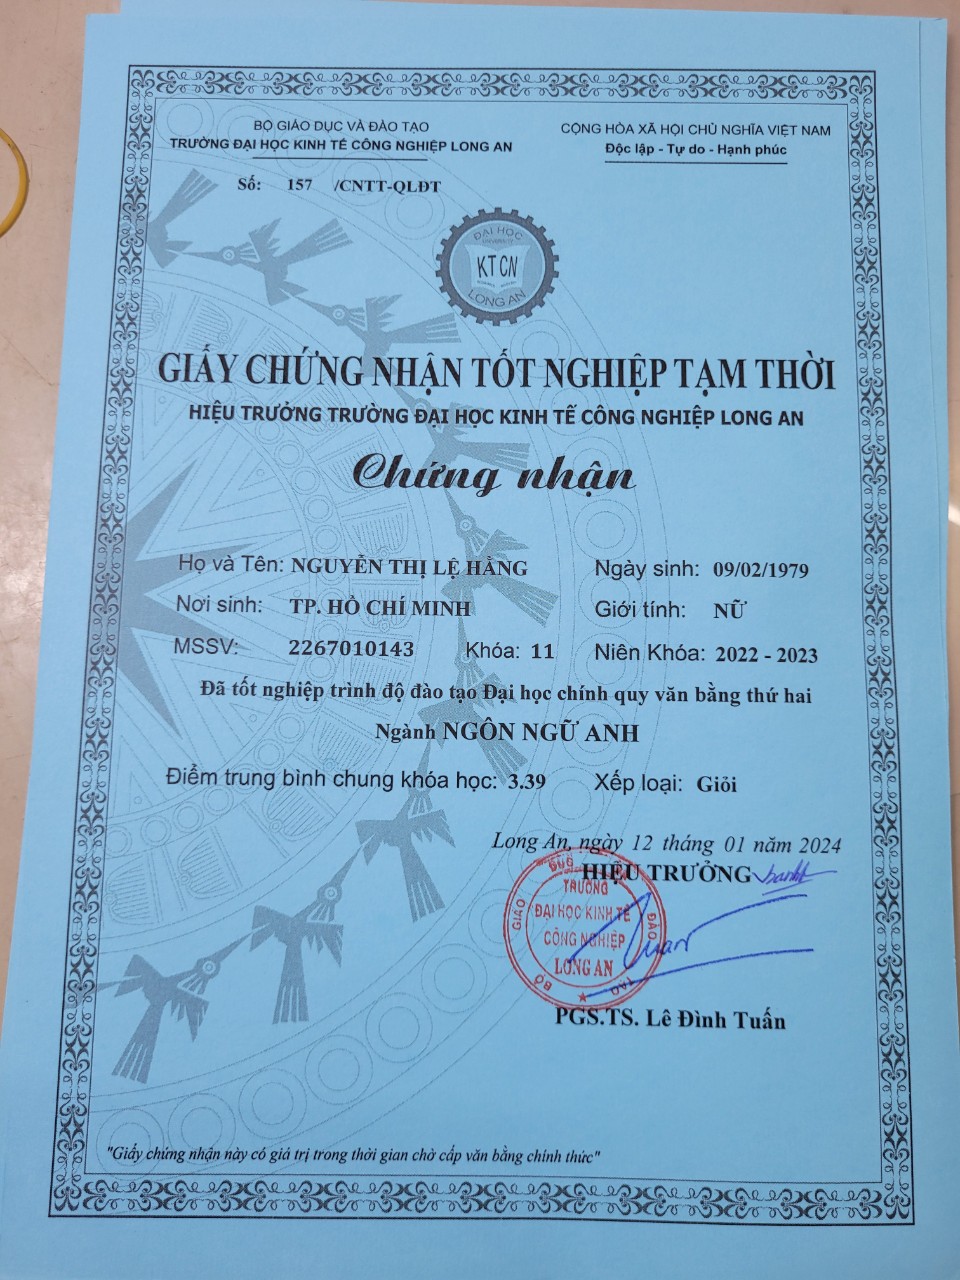 BỘ GIÁO DỤC VÀ ĐÀO TẠO
TRƯỜNG ĐẠI HỌC KINH TẾ CÔNG NGHIỆP LONG AN
CỘNG HÒA XÃ HỘI CHỦ NGHĨA VIỆT NAM
Độc lập - Tự do - Hạnh phúc
Số: 157 /CNTT-QLĐT
ĐẠI HỌC
KTCN
LONG AN
GIẤY CHỨNG NHẬN TỐT NGHIỆP TẠM THỜI
HIỆU TRƯỞNG TRƯỜNG ĐẠI HỌC KINH TẾ CÔNG NGHIỆP LONG AN
Chứng nhận
Họ và Tên: NGUYỄN THỊ LỆ HẰNG Ngày sinh: 09/02/1979
Nơi sinh: TP. HỒ CHÍ MINH Giới tính: NỮ
MSSV: 2267010143 Khóa: 11 Niên Khóa: 2022 - 2023
Đã tốt nghiệp trình độ đào tạo Đại học chính quy văn bằng thứ hai
Ngành NGÔN NGỮ ANH
Điểm trung bình chung khóa học: 3.39 Xếp loại: Giỏi
Long An, ngày 12 tháng 01 năm 2024
HIỆU TRƯỞNG
TRƯỜNG
ĐẠI HỌC KINH TẾ
CÔNG NGHIỆP
LONG AN
BỘ GIÁO DỤC ĐÀO TẠO
PGS.TS. Lê Đình Tuấn
"Giấy chứng nhận này có giá trị trong thời gian chờ cấp văn bằng chính thức"